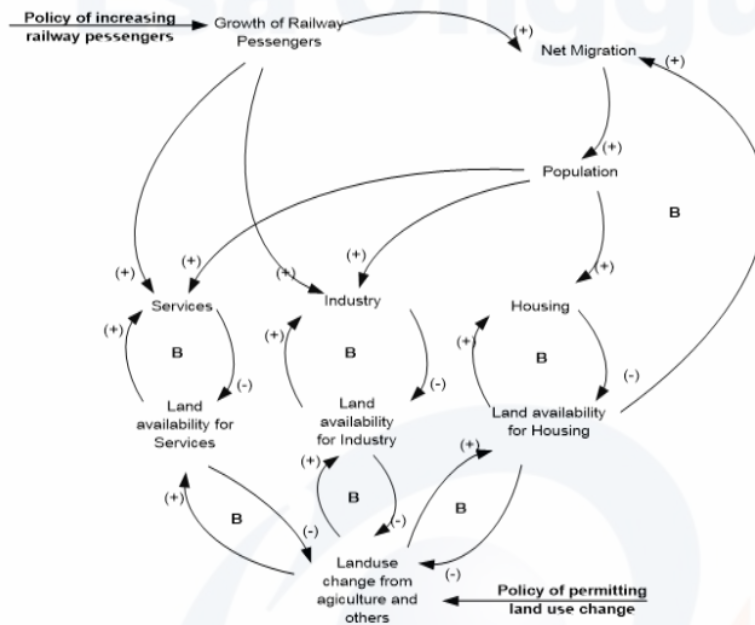 Policy of increasing
railway pessengers
Growth of Railway
Pessengers
(+)
Net Migration
(+)
(+)
Population
B
(+)
(+)
(+)
(+)
(+)
Services
Industry
Housing
(+)
B
(-)
(+)
B
(-)
(+)
B
(-)
Land
availability for
Services
Land
availability
for Industry
Land availability
for Housing
(+)
B
(-)
(+)
B
(-)
(+)
B
(-)
Landuse
change from
agiculture and
others
Policy of permitting
land use change